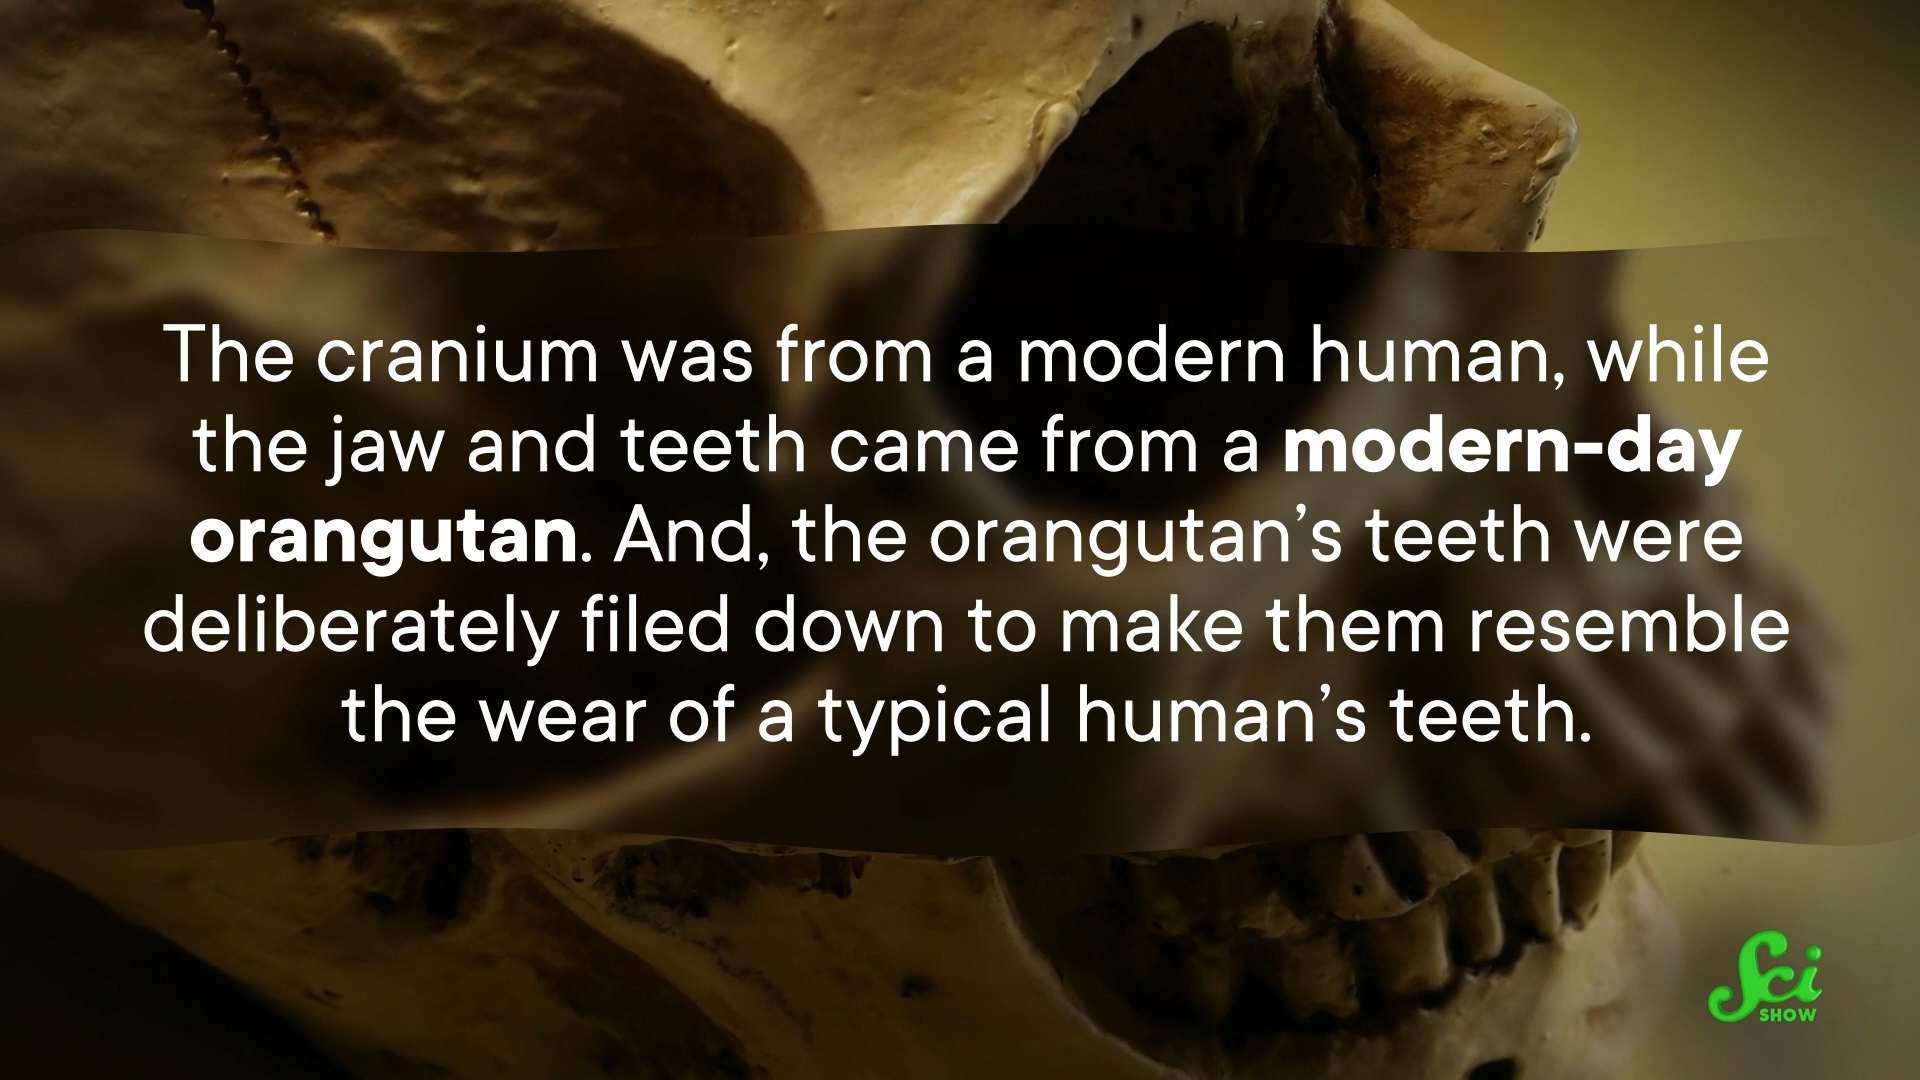 The cranium was from a modern human, while
the jaw and teeth came from a modern-day
orangutan. And, the orangutan’s teeth were
deliberately filed down to make them resemble
the wear of a typical human’s teeth.
Sci
SHOW